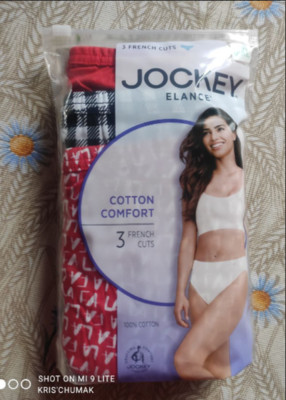 3 FRENCH CUTS
JOCKEY
ELANCE
COTTON
COMFORT
3 FRENCH
CUTS
100% COTTON
JOCKEY
SHOT ON MI 9 LITE
KRIS'CHUMAK